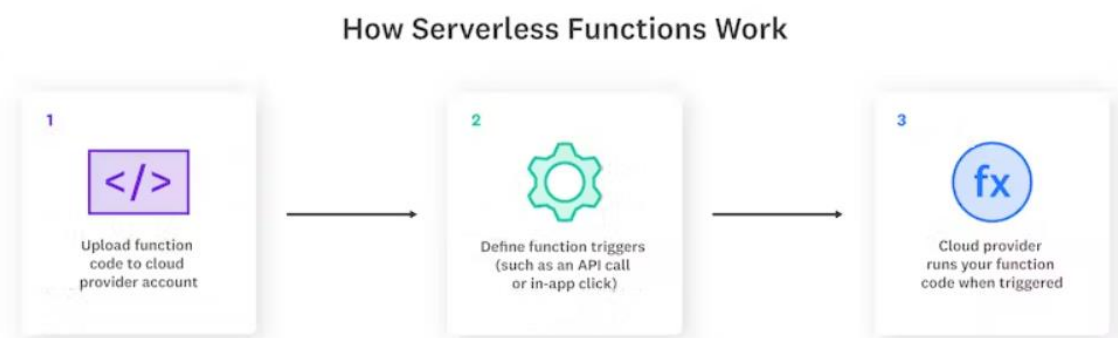 How Serverless Functions Work
1
</>
Upload function
code to cloud
provider account
2
Define function triggers
(such as an API call
or in-app click)
3
fx
Cloud provider
runs your function
code when triggered